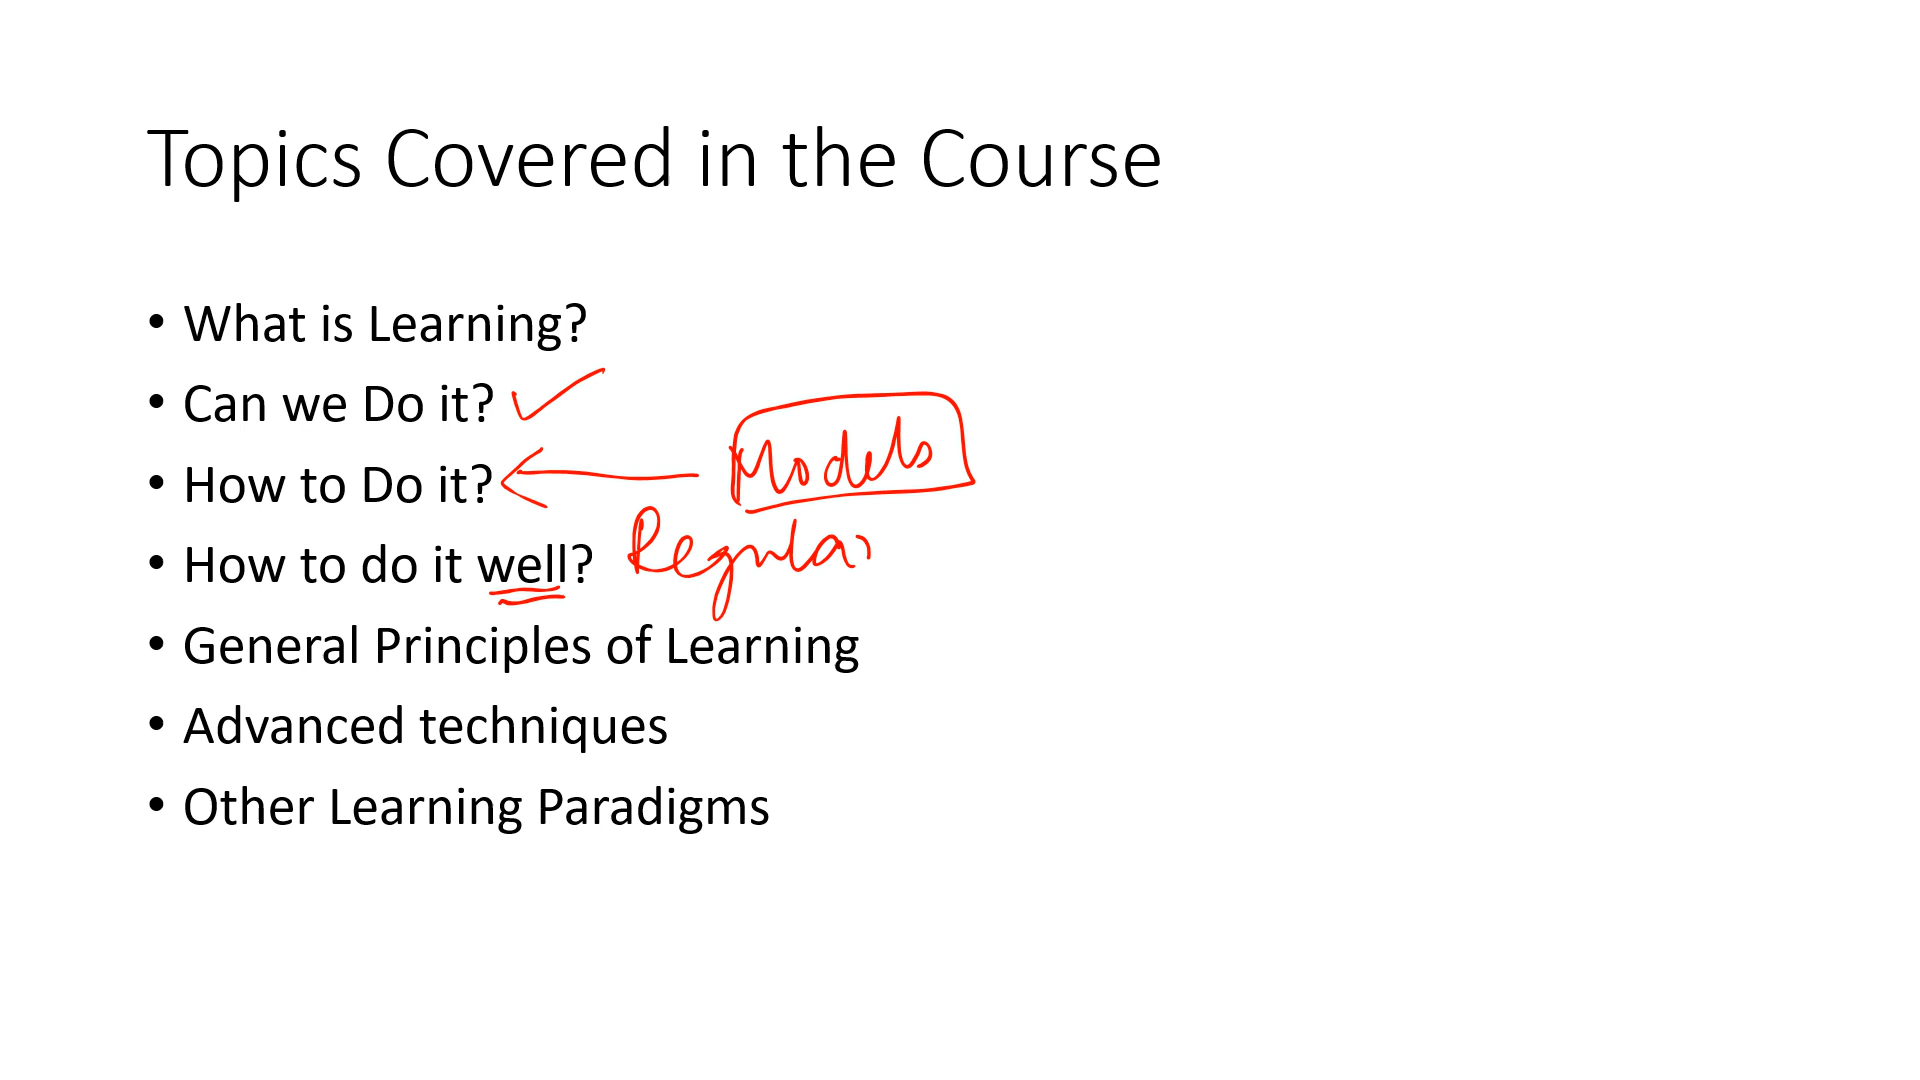 Topics Covered in the Course
• What is Learning?
• Can we Do it?
• How to Do it? Models
• How to do it well? Regular
• General Principles of Learning
• Advanced techniques
• Other Learning Paradigms